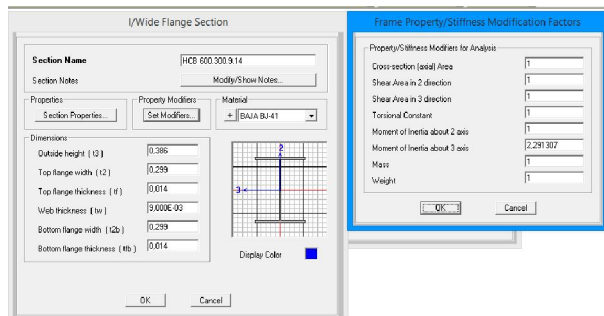 I/Wide Flange Section
Section Name
HCB 600.300.9.14
Section Notes
Modify/Show Notes...
Properties
Section Properties...
Property Modifiers
Set Modifiers...
Material
+
BAJA BJ-41
Dimensions
Outside height ( t3 )
0,386
Top flange width ( t2 )
0,299
Top flange thickness ( tf )
0,014
Web thickness ( tw )
9,000E-03
Bottom flange width ( t2b )
0,299
Bottom flange thickness ( tfb )
0,014
2
3
Display Color
OK
Cancel
Frame Property/Stiffness Modification Factors
Property/Stiffness Modifiers for Analysis
Cross-section (axial) Area
1
Shear Area in 2 direction
1
Shear Area in 3 direction
1
Torsional Constant
1
Moment of Inertia about 2 axis
1
Moment of Inertia about 3 axis
2,291307
Mass
1
Weight
1
OK
Cancel